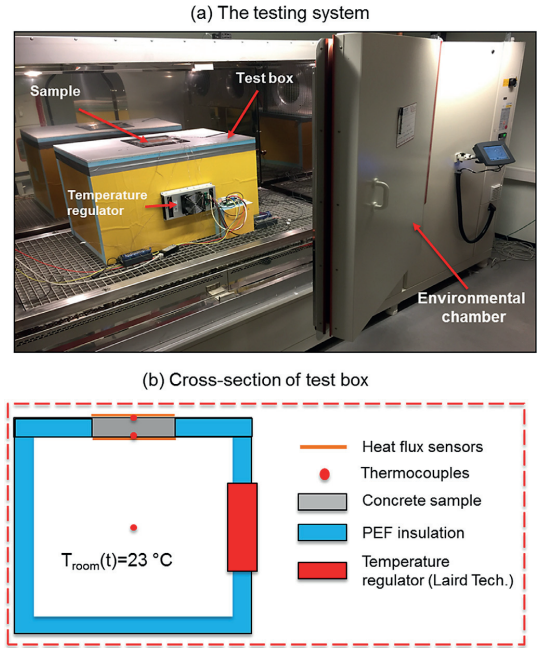 (a) The testing system
Sample
Test box
Temperature
regulator
Environmental
chamber
(b) Cross-section of test box
Troom(t)=23 °C
Heat flux sensors
Thermocouples
Concrete sample
PEF insulation
Temperature
regulator (Laird Tech.)